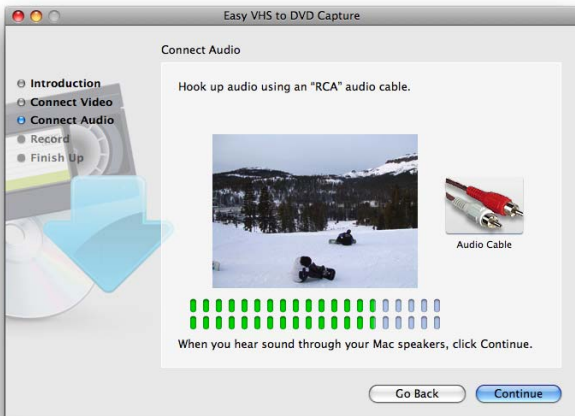 Easy VHS to DVD Capture
Connect Audio
Introduction
Connect Video
Connect Audio
Record
Finish Up
Hook up audio using an “RCA” audio cable.
Audio Cable
When you hear sound through your Mac speakers, click Continue.
Go Back
Continue